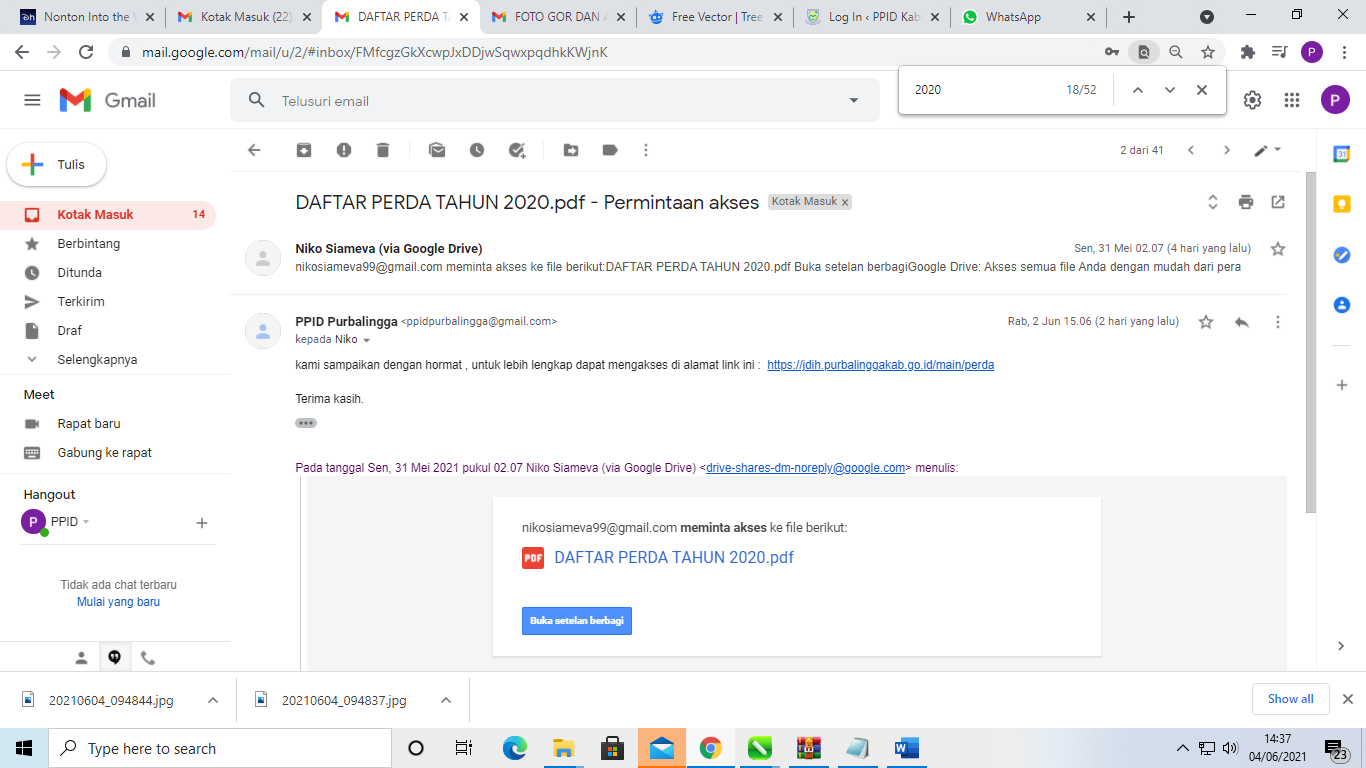 Nonton Into the
Kotak Masuk (22)
DAFTAR PERDA TA
FOTO GOR DAN A
Free Vector | Tree
Log In ‹ PPID Kab
WhatsApp
mail.google.com/mail/u/2/#inbox/FMfcgzGkXcwpJxDDjwSqwxpqdhkKWjnK
P
2020
18/52
Gmail
Telusuri email
P
Tulis
2 dari 41
Kotak Masuk
14
Berbintang
Ditunda
Terkirim
Draf
Selengkapnya
Meet
Rapat baru
Gabung ke rapat
Hangout
P
PPID
Tidak ada chat terbaru
Mulai yang baru
DAFTAR PERDA TAHUN 2020.pdf - Permintaan akses
Kotak Masuk x
Niko Siameva (via Google Drive)
Sen, 31 Mei 02.07 (4 hari yang lalu)
nikosiameva99@gmail.com meminta akses ke file berikut:DAFTAR PERDA TAHUN 2020.pdf Buka setelan berbagiGoogle Drive: Akses semua file Anda dengan mudah dari pera
PPID Purbalingga <ppidpurbalingga@gmail.com>
Rab, 2 Jun 15.06 (2 hari yang lalu)
kepada Niko
kami sampaikan dengan hormat , untuk lebih lengkap dapat mengakses di alamat link ini : https://jdih.purbalinggakab.go.id/main/perda
Terima kasih.
Pada tanggal Sen, 31 Mei 2021 pukul 02.07 Niko Siameva (via Google Drive) <drive-shares-dm-noreply@google.com> menulis:
nikosiameva99@gmail.com meminta akses ke file berikut:
PDF
DAFTAR PERDA TAHUN 2020.pdf
Buka setelan berbagi
31
20210604_094844.jpg
20210604_094837.jpg
Show all
Type here to search
14:37
04/06/2021
23